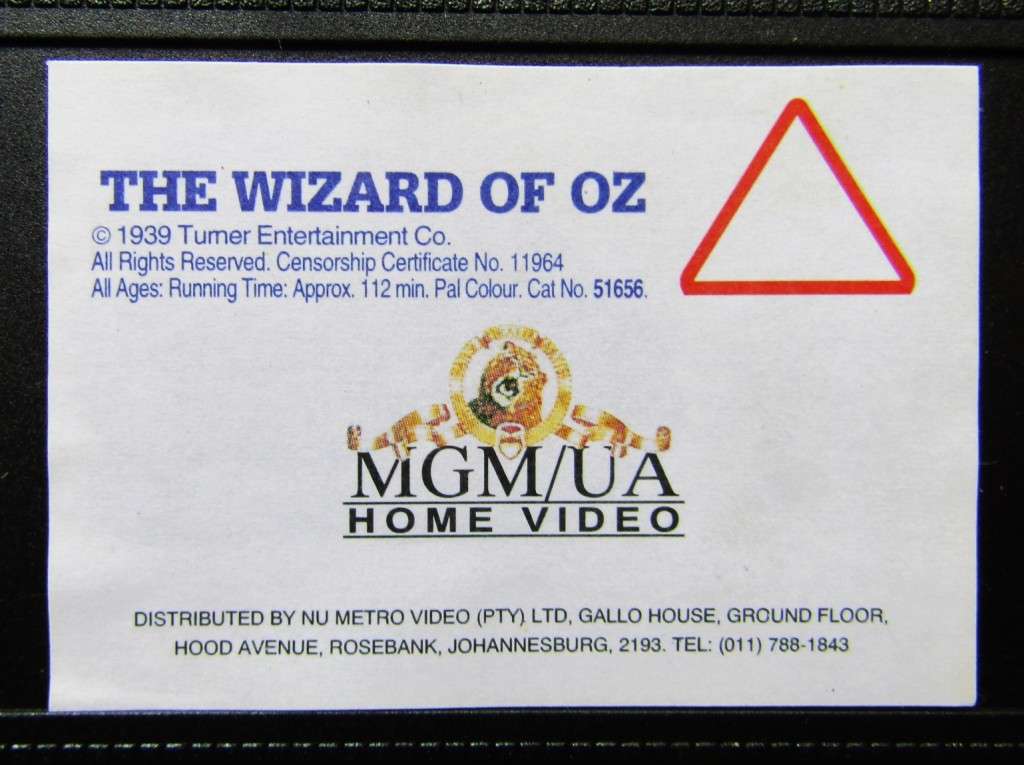 THE WIZARD OF OZ
© 1939 Turner Entertainment Co.
All Rights Reserved. Censorship Certificate No. 11964
All Ages: Running Time: Approx. 112 min. Pal Colour. Cat No. 51656.
MGM/UA
HOME VIDEO
DISTRIBUTED BY NU METRO VIDEO (PTY) LTD, GALLO HOUSE, GROUND FLOOR,
HOOD AVENUE, ROSEBANK, JOHANNESBURG, 2193. TEL: (011) 788-1843